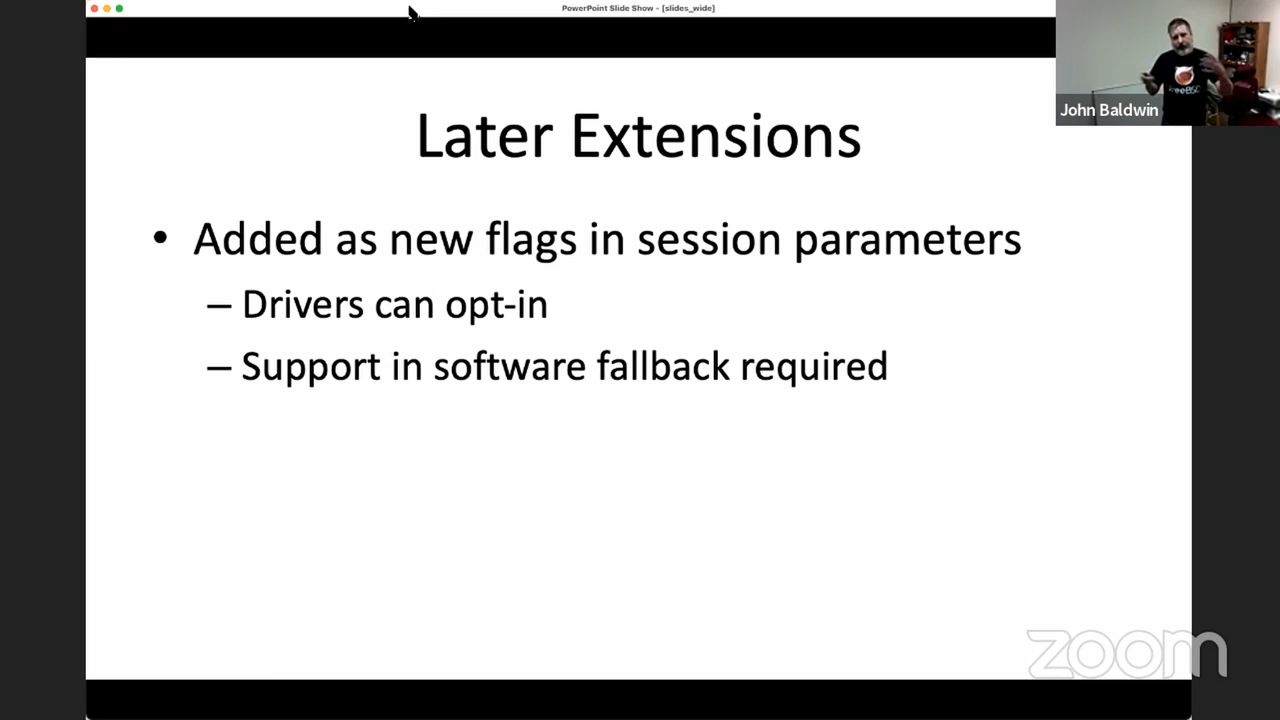 PowerPoint Slide Show - [slides_wide]
John Baldwin
Later Extensions
• Added as new flags in session parameters
– Drivers can opt-in
– Support in software fallback required
zoom